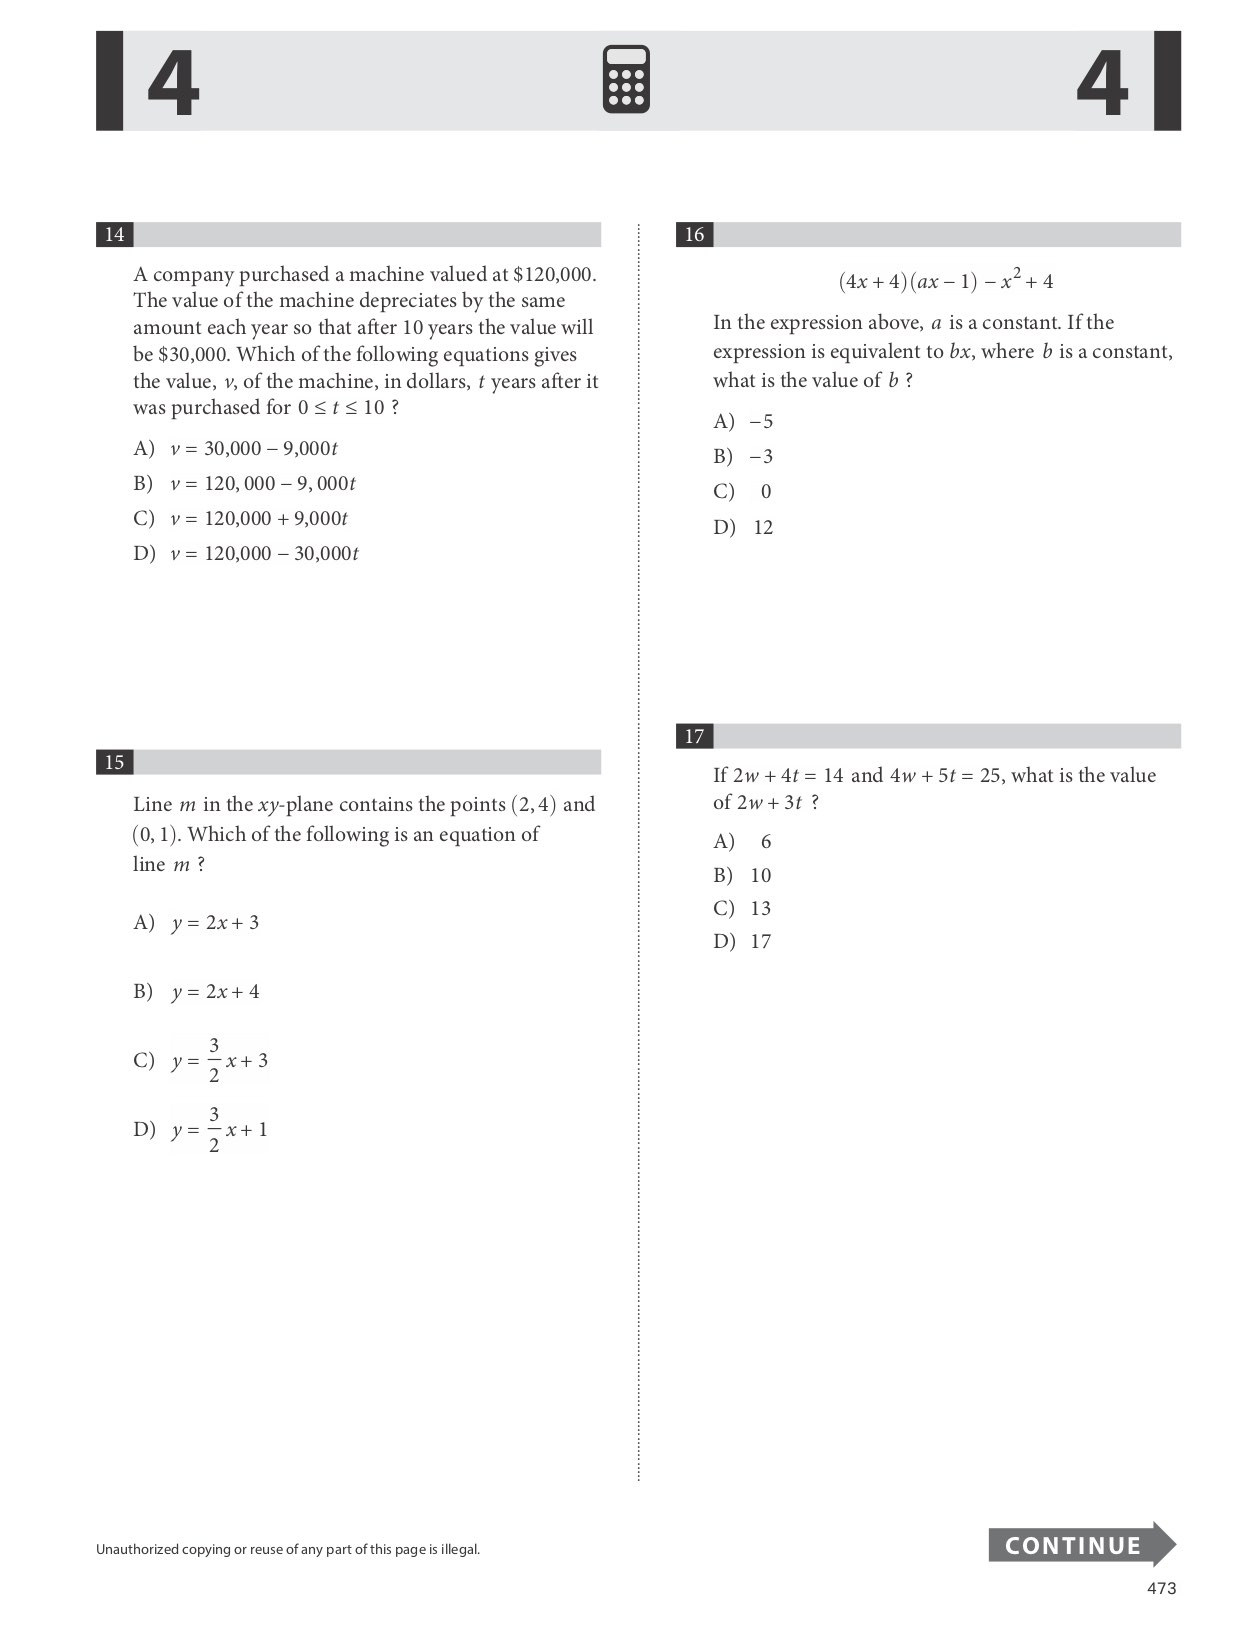 4 4
14
A company purchased a machine valued at $120,000.
The value of the machine depreciates by the same
amount each year so that after 10 years the value will
be $30,000. Which of the following equations gives
the value, v, of the machine, in dollars, t years after it
was purchased for 0 ≤ t ≤ 10 ?
A) v = 30,000 − 9,000t
B) v = 120, 000 − 9, 000t
C) v = 120,000 + 9,000t
D) v = 120,000 − 30,000t
15
Line m in the xy-plane contains the points (2, 4) and
(0, 1). Which of the following is an equation of
line m ?
A) y = 2x + 3
B) y = 2x + 4
C) y = 3/2 x + 3
D) y = 3/2 x + 1
16
(4x + 4)(ax − 1) − x² + 4
In the expression above, a is a constant. If the
expression is equivalent to bx, where b is a constant,
what is the value of b ?
A) −5
B) −3
C) 0
D) 12
17
If 2w + 4t = 14 and 4w + 5t = 25, what is the value
of 2w + 3t ?
A) 6
B) 10
C) 13
D) 17
Unauthorized copying or reuse of any part of this page is illegal.
CONTINUE
473